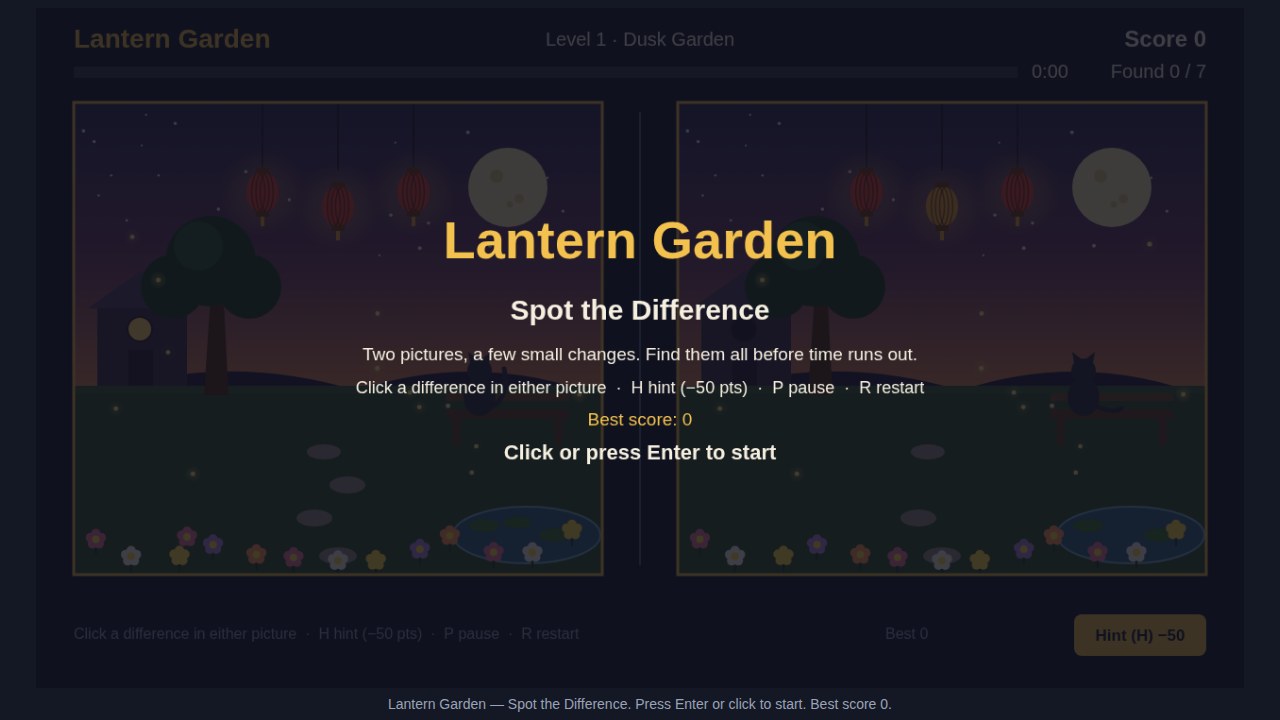 Lantern Garden
Level 1 · Dusk Garden
Score 0
0:00
Found 0 / 7
Lantern Garden
Spot the Difference
Two pictures, a few small changes. Find them all before time runs out.
Click a difference in either picture · H hint (−50 pts) · P pause · R restart
Best score: 0
Click or press Enter to start
Click a difference in either picture · H hint (−50 pts) · P pause · R restart
Best 0
Hint (H) −50
Lantern Garden — Spot the Difference. Press Enter or click to start. Best score 0.